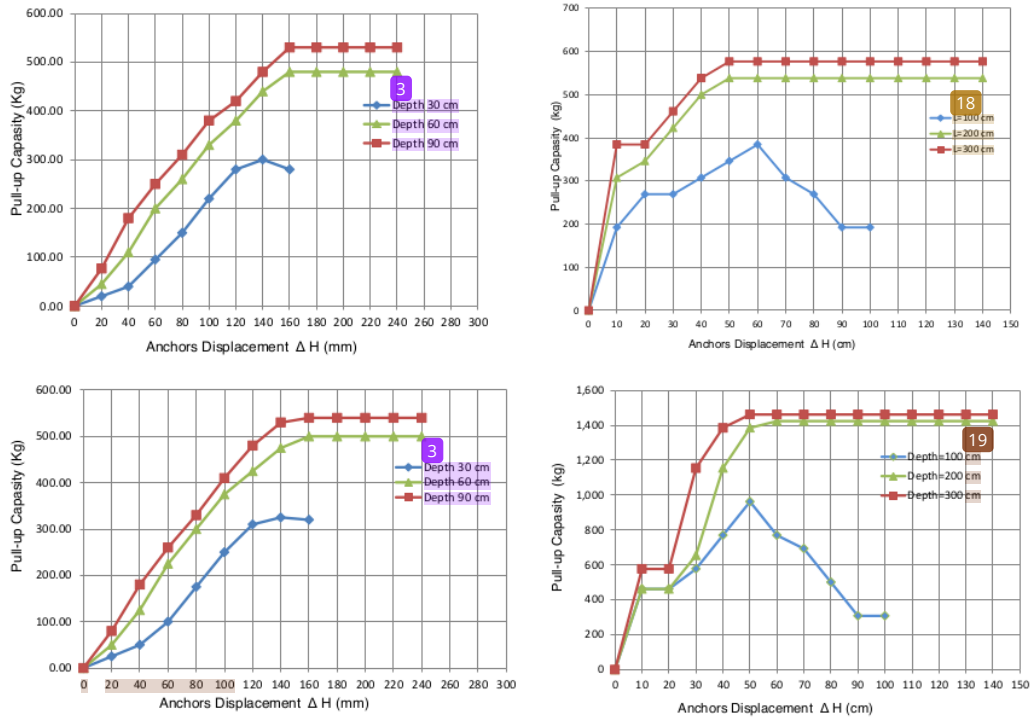 600.00
500.00
400.00
300.00
200.00
100.00
0.00
Pull-up Capasity (Kg)
3
Depth 30 cm
Depth 60 cm
Depth 90 cm
0 20 40 60 80 100 120 140 160 180 200 220 240 260 280 300
Anchors Displacement Δ H (mm)
700
600
500
400
300
200
100
0
Pull-up Capasity (kg)
18
L=100 cm
L=200 cm
L=300 cm
0 10 20 30 40 50 60 70 80 90 100 110 120 130 140 150
Anchors Displacement Δ H (cm)
600.00
500.00
400.00
300.00
200.00
100.00
0.00
Pull-up Capasity (Kg)
3
Depth 30 cm
Depth 60 cm
Depth 90 cm
0 20 40 60 80 100 120 140 160 180 200 220 240 260 280 300
Anchors Displacement Δ H (mm)
1,600
1,400
1,200
1,000
800
600
400
200
0
Pull-up Capasity (kg)
19
Depth=100 cm
Depth=200 cm
Depth=300 cm
0 10 20 30 40 50 60 70 80 90 100 110 120 130 140 150
Anchors Displacement Δ H (cm)